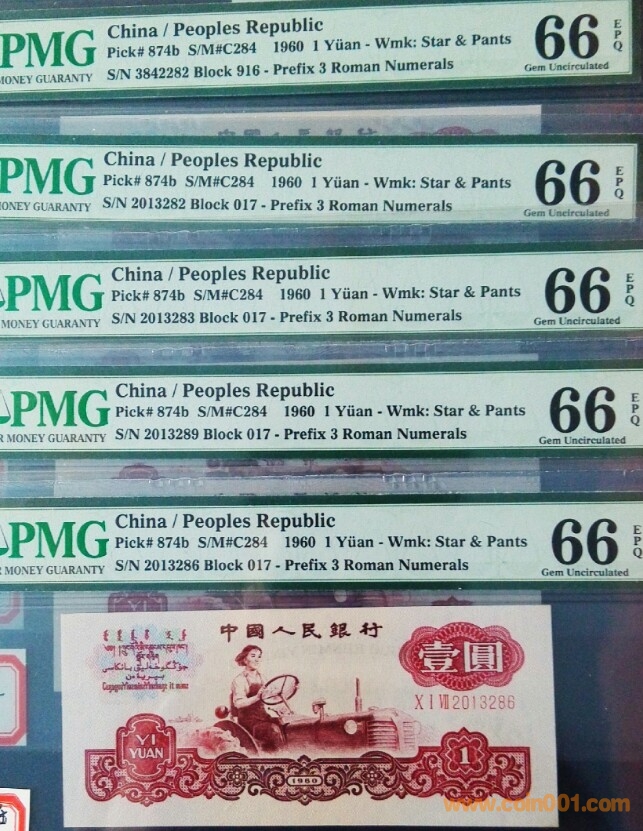 PMG
MONEY GUARANTY
China / Peoples Republic
Pick# 874b S/M#C284 1960 1 Yüan - Wmk: Star & Pants
S/N 3842282 Block 916 - Prefix 3 Roman Numerals
66
EPQ
Gem Uncirculated
PMG
MONEY GUARANTY
China / Peoples Republic
Pick# 874b S/M#C284 1960 1 Yüan - Wmk: Star & Pants
S/N 2013282 Block 017 - Prefix 3 Roman Numerals
66
EPQ
Gem Uncirculated
PMG
MONEY GUARANTY
China / Peoples Republic
Pick# 874b S/M#C284 1960 1 Yüan - Wmk: Star & Pants
S/N 2013283 Block 017 - Prefix 3 Roman Numerals
66
EPQ
Gem Uncirculated
PMG
R MONEY GUARANTY
China / Peoples Republic
Pick# 874b S/M#C284 1960 1 Yüan - Wmk: Star & Pants
S/N 2013289 Block 017 - Prefix 3 Roman Numerals
66
EPQ
Gem Uncirculated
PMG
R MONEY GUARANTY
China / Peoples Republic
Pick# 874b S/M#C284 1960 1 Yüan - Wmk: Star & Pants
S/N 2013286 Block 017 - Prefix 3 Roman Numerals
66
EPQ
Gem Uncirculated
中國人民銀行
壹圓
X I VII 2013286
YI
YUAN
1960
1
www.coin001.com